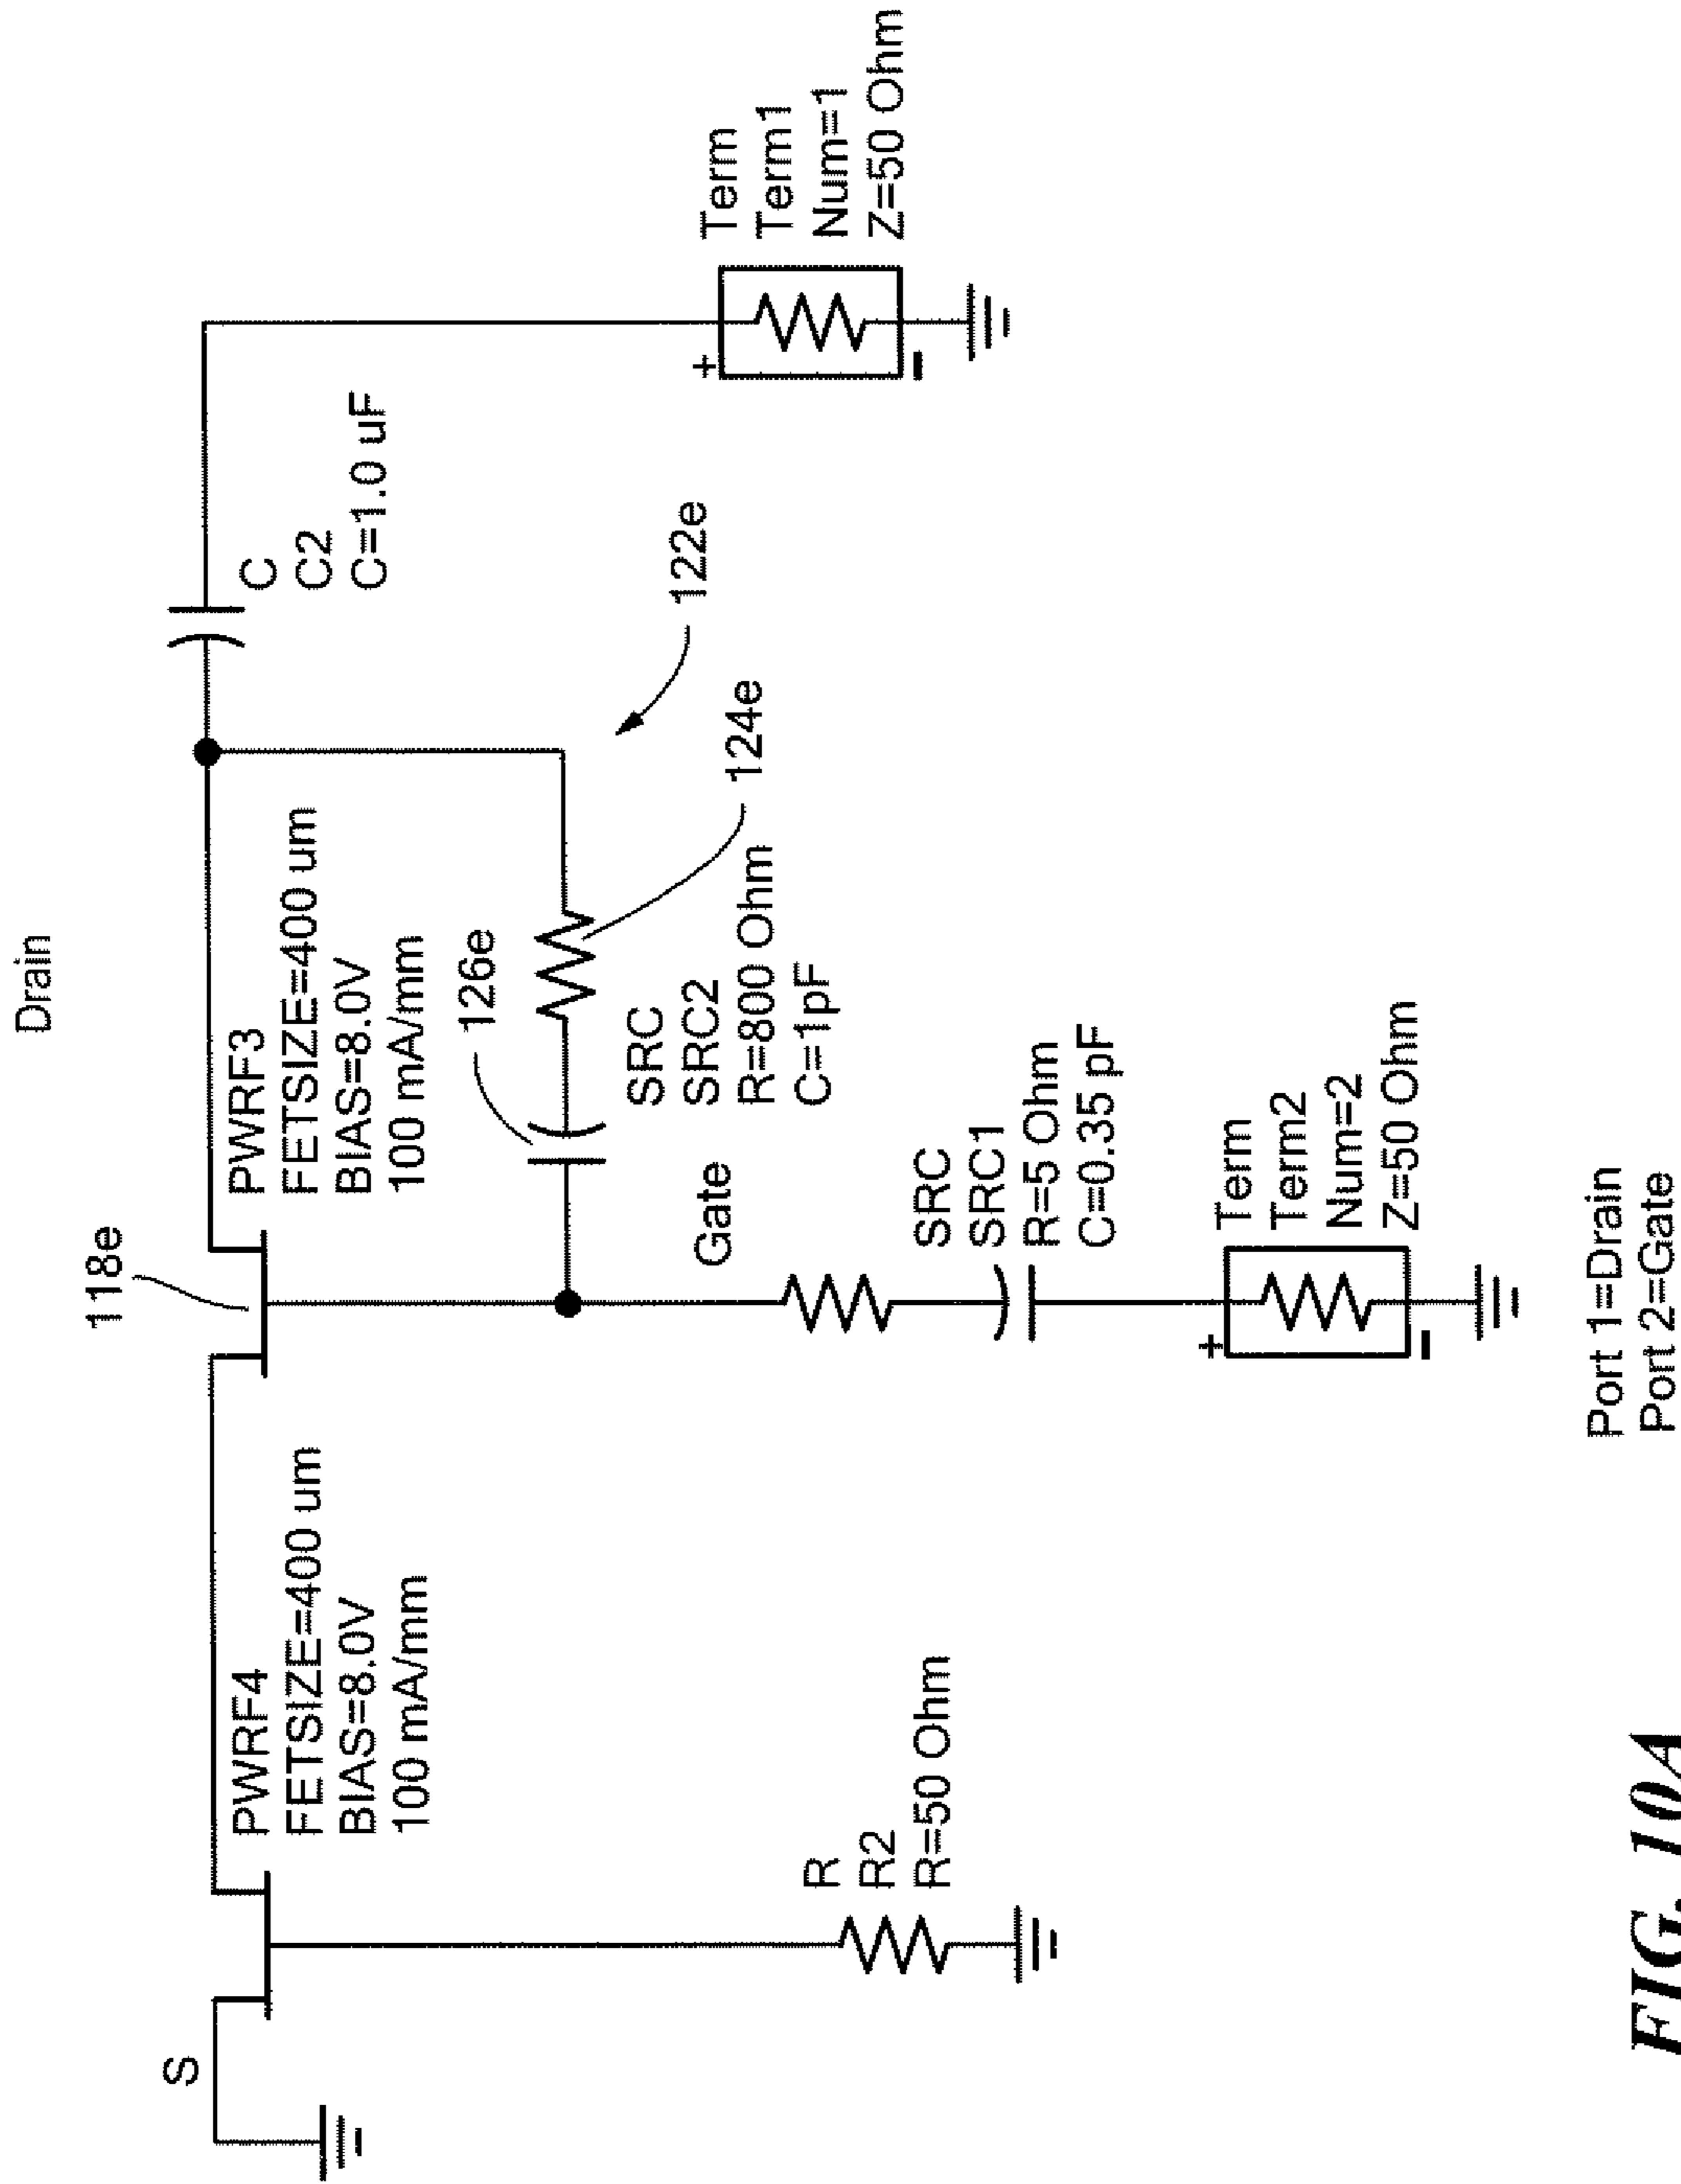 Drain
118e
PWRF3
FETSIZE=400 um
BIAS=8.0V
100 mA/mm
C
C2
C=1.0 uF
S
PWRF4
FETSIZE=400 um
BIAS=8.0V
100 mA/mm
126e
124e
122e
SRC
SRC2
R=800 Ohm
C=1pF
Gate
Term
Term1
Num=1
Z=50 Ohm
+
-
R
R2
R=50 Ohm
SRC
SRC1
R=5 Ohm
C=0.35 pF
Term
Term2
Num=2
Z=50 Ohm
+
-
Port 1=Drain
Port 2=Gate
FIG. 10A